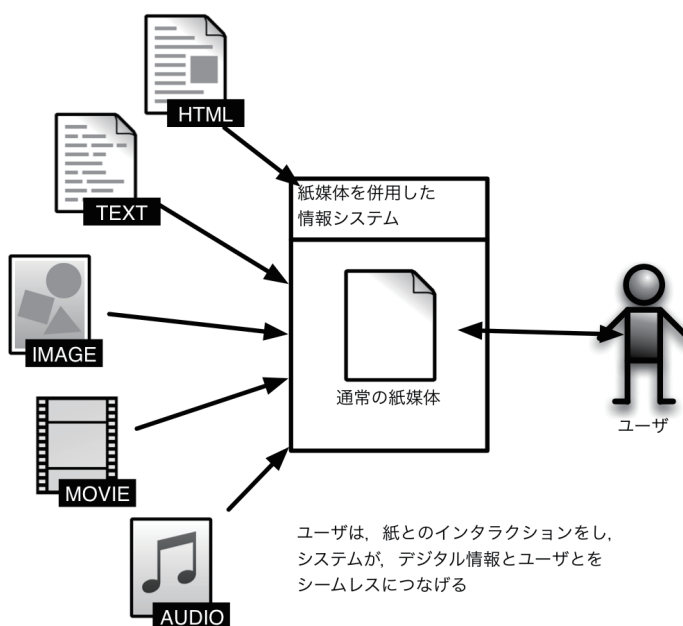 HTML
TEXT
IMAGE
MOVIE
AUDIO
紙媒体を併用した
情報システム
通常の紙媒体
ユーザ
ユーザは，紙とのインタラクションをし，
システムが，デジタル情報とユーザとを
シームレスにつなげる